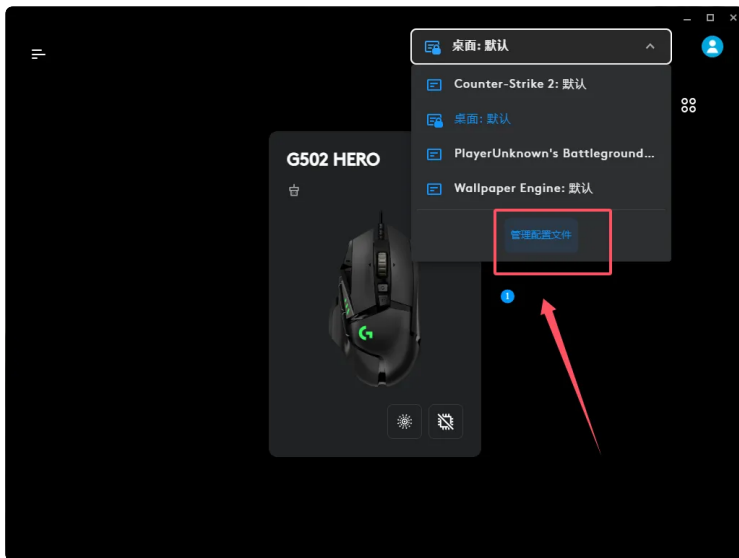 桌面: 默认
Counter-Strike 2: 默认
桌面: 默认
PlayerUnknown's Battleground...
Wallpaper Engine: 默认
管理配置文件
G502 HERO
1